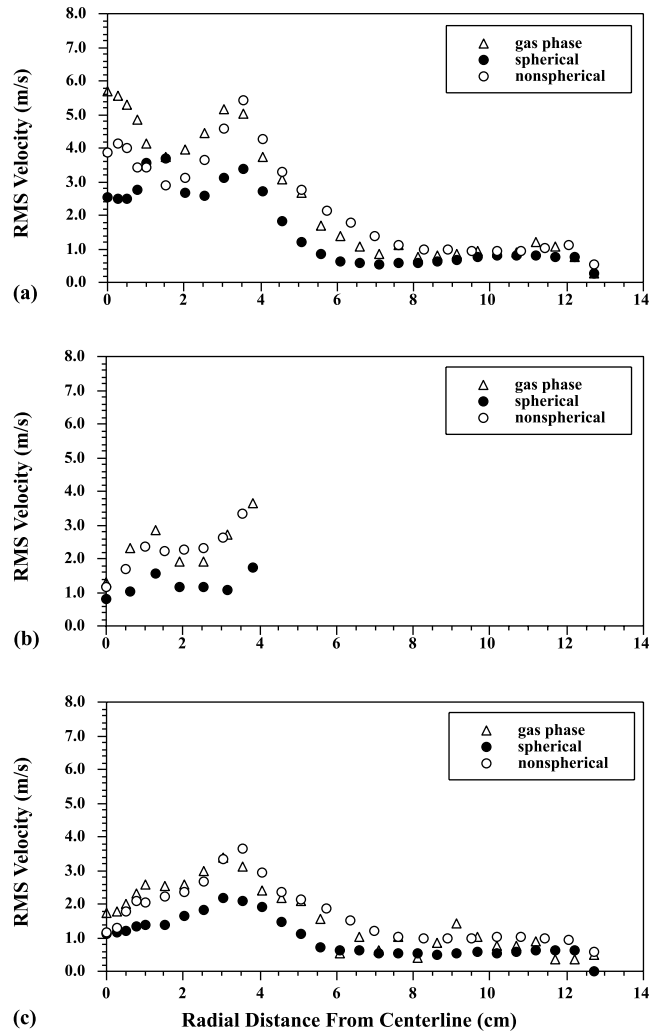 8.0
7.0
6.0
5.0
4.0
3.0
2.0
1.0
0.0
RMS Velocity (m/s)
gas phase
spherical
nonspherical
0 2 4 6 8 10 12 14
(a)
8.0
7.0
6.0
5.0
4.0
3.0
2.0
1.0
0.0
RMS Velocity (m/s)
gas phase
spherical
nonspherical
0 2 4 6 8 10 12 14
(b)
8.0
7.0
6.0
5.0
4.0
3.0
2.0
1.0
0.0
RMS Velocity (m/s)
gas phase
spherical
nonspherical
0 2 4 6 8 10 12 14
(c)
Radial Distance From Centerline (cm)